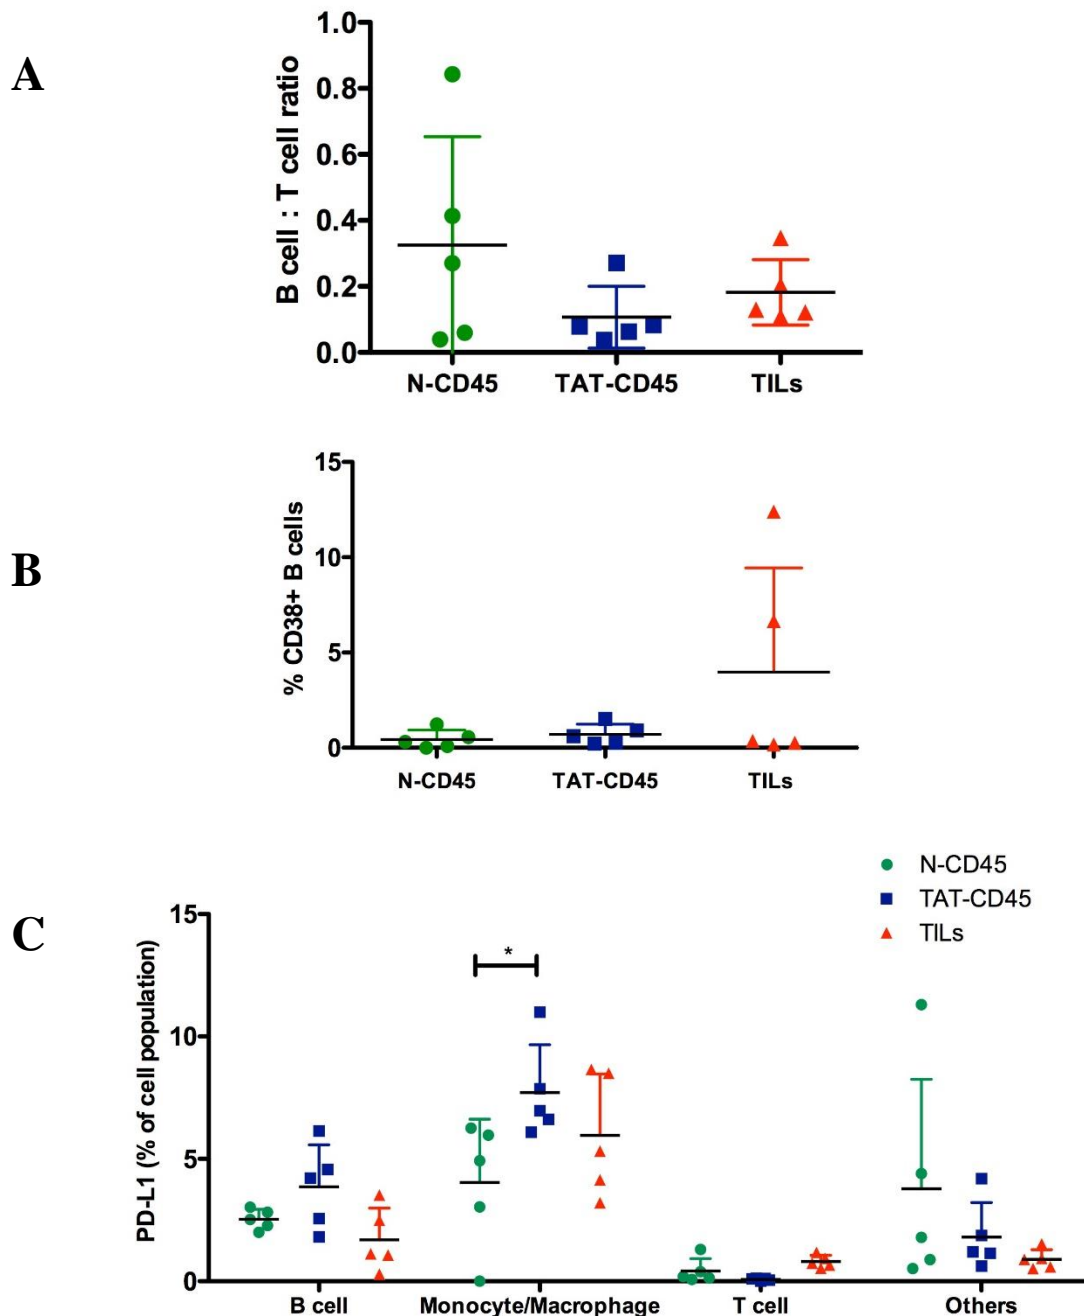 A
B cell : T cell ratio
1.0
0.8
0.6
0.4
0.2
0.0
N-CD45 TAT-CD45 TILs
B
% CD38+ B cells
15
10
5
0
N-CD45 TAT-CD45 TILs
C
N-CD45
TAT-CD45
TILs
PD-L1 (% of cell population)
15
10
5
0
*
B cell Monocyte/Macrophage T cell Others